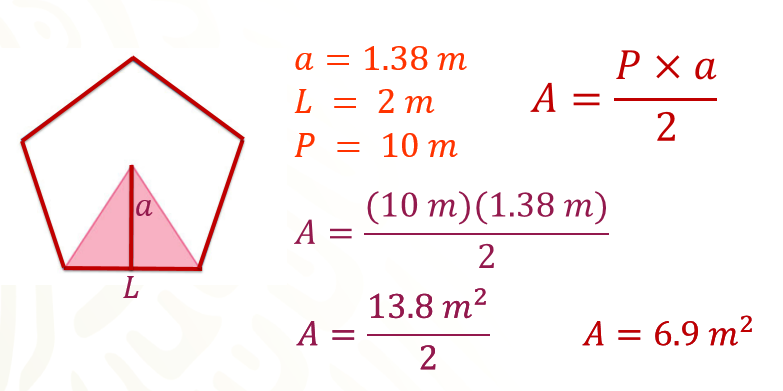 a = 1.38 m
L = 2 m
P = 10 m
A = P × a / 2
a
L
A = (10 m)(1.38 m) / 2
A = 13.8 m² / 2
A = 6.9 m²